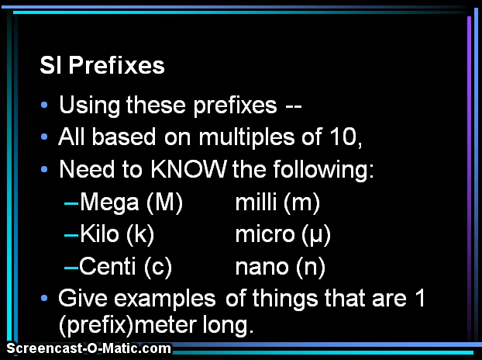 SI Prefixes
• Using these prefixes --
• All based on multiples of 10,
• Need to KNOW the following:
–Mega (M) milli (m)
–Kilo (k) micro (µ)
–Centi (c) nano (n)
• Give examples of things that are 1
(prefix)meter long.
Screencast-O-Matic.com